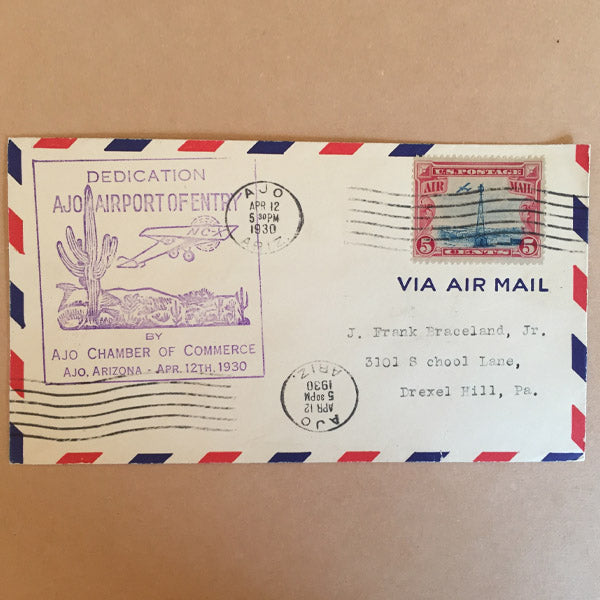 DEDICATION
AJO AIRPORT OF ENTRY
NC-X
BY
AJO CHAMBER OF COMMERCE
AJO, ARIZONA - APR. 12TH, 1930
AJO
APR 12
5 30PM
1930
ARIZ.
U.S. POSTAGE
AIR MAIL
5 CENTS 5
VIA AIR MAIL
J. Frank Braceland, Jr.
3101 S chool Lane,
Drexel Hill, Pa.
AJO
APR 12
5 30PM
1930
ARIZ.